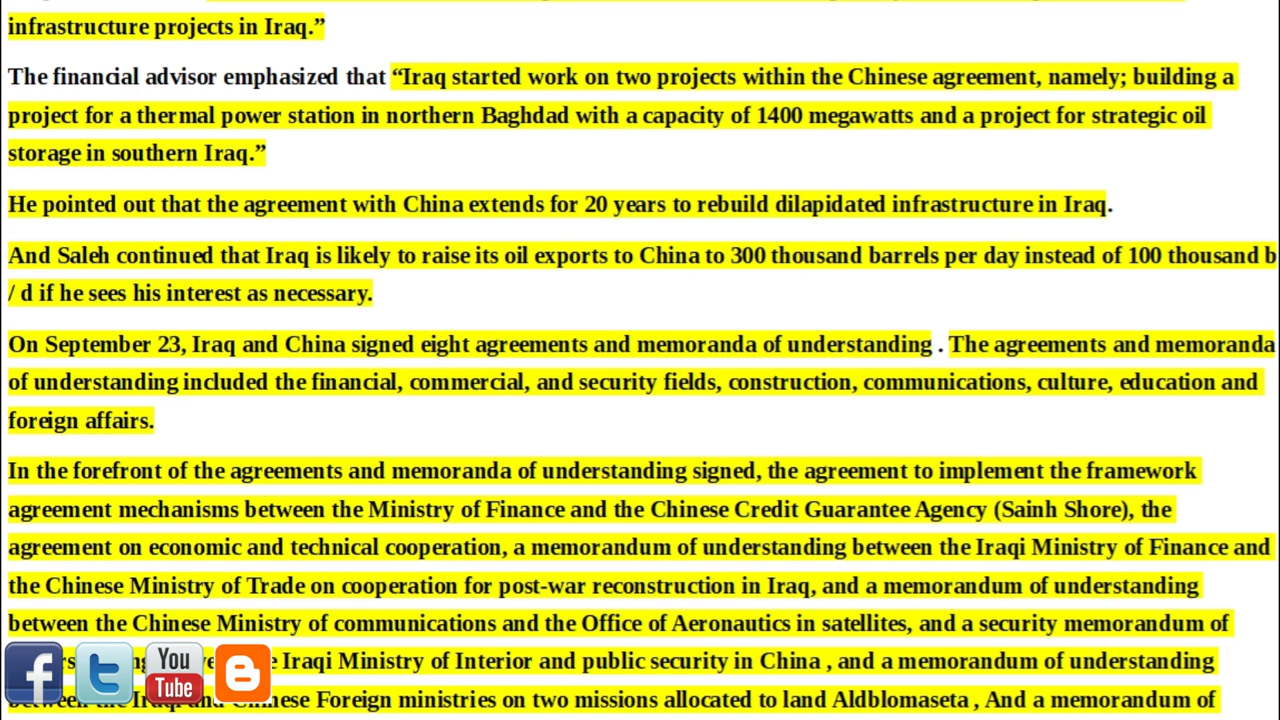 infrastructure projects in Iraq.”
The financial advisor emphasized that “Iraq started work on two projects within the Chinese agreement, namely; building a
project for a thermal power station in northern Baghdad with a capacity of 1400 megawatts and a project for strategic oil
storage in southern Iraq.”
He pointed out that the agreement with China extends for 20 years to rebuild dilapidated infrastructure in Iraq.
And Saleh continued that Iraq is likely to raise its oil exports to China to 300 thousand barrels per day instead of 100 thousand b
/ d if he sees his interest as necessary.
On September 23, Iraq and China signed eight agreements and memoranda of understanding . The agreements and memoranda
of understanding included the financial, commercial, and security fields, construction, communications, culture, education and
foreign affairs.
In the forefront of the agreements and memoranda of understanding signed, the agreement to implement the framework
agreement mechanisms between the Ministry of Finance and the Chinese Credit Guarantee Agency (Sainh Shore), the
agreement on economic and technical cooperation, a memorandum of understanding between the Iraqi Ministry of Finance and
the Chinese Ministry of Trade on cooperation for post-war reconstruction in Iraq, and a memorandum of understanding
between the Chinese Ministry of communications and the Office of Aeronautics in satellites, and a security memorandum of
Iraqi Ministry of Interior and public security in China , and a memorandum of understanding
Foreign ministries on two missions allocated to land Aldblomaseta , And a memorandum of
f
t
You
Tube
B